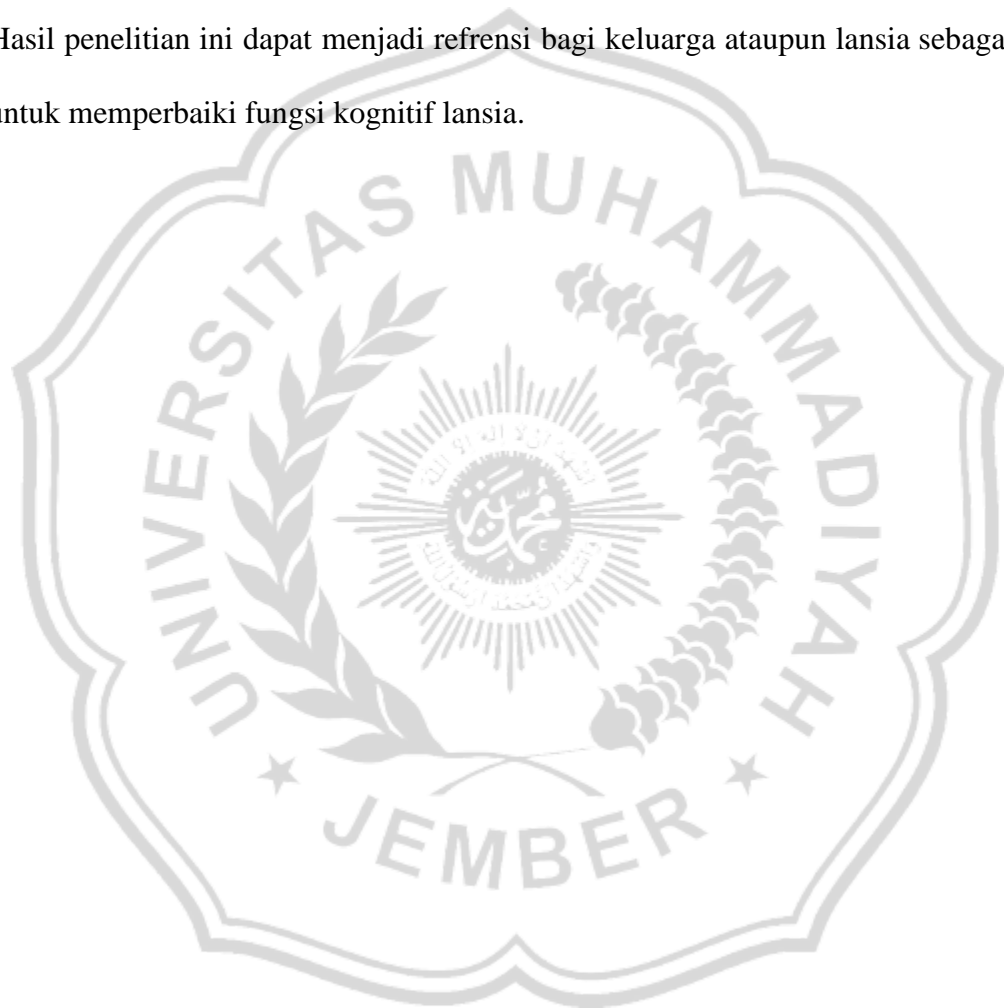 Hasil penelitian ini dapat menjadi refrensi bagi keluarga ataupun lansia sebaga
untuk memperbaiki fungsi kognitif lansia.
UNIVERSITAS MUHAMMADIYAH
JEMBER